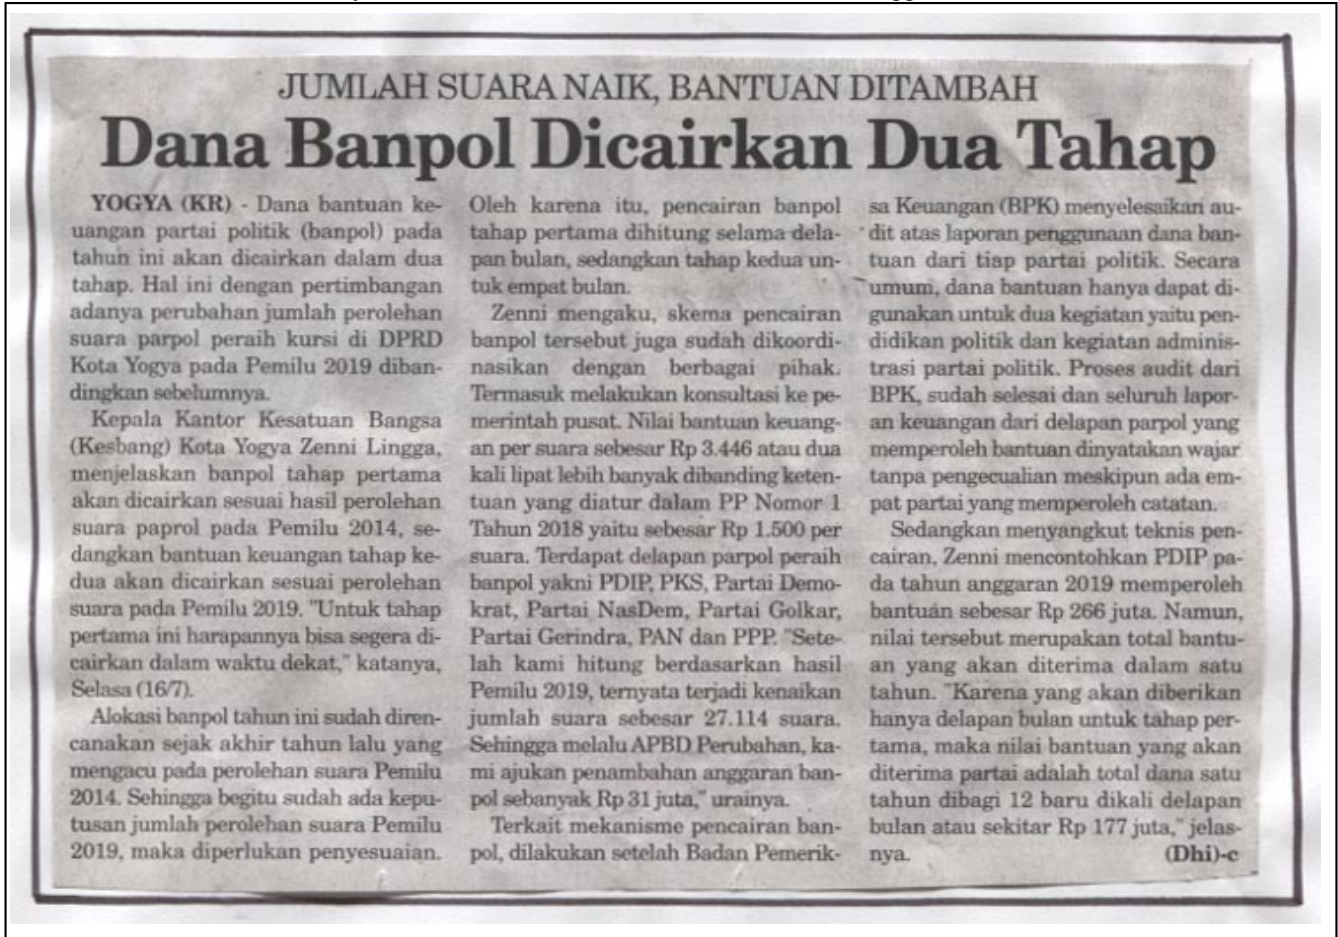 JUMLAH SUARA NAIK, BANTUAN DITAMBAH
Dana Banpol Dicairkan Dua Tahap
YOGYA (KR) - Dana bantuan ke-
uangan partai politik (banpol) pada
tahun ini akan dicairkan dalam dua
tahap. Hal ini dengan pertimbangan
adanya perubahan jumlah perolehan
suara parpol peraih kursi di DPRD
Kota Yogya pada Pemilu 2019 diban-
dingkan sebelumnya.
Kepala Kantor Kesatuan Bangsa
(Kesbang) Kota Yogya Zenni Lingga,
menjelaskan banpol tahap pertama
akan dicairkan sesuai hasil perolehan
suara paprol pada Pemilu 2014, se-
dangkan bantuan keuangan tahap ke-
dua akan dicairkan sesuai perolehan
suara pada Pemilu 2019. "Untuk tahap
pertama ini harapannya bisa segera di-
cairkan dalam waktu dekat," katanya,
Selasa (16/7).
Alokasi banpol tahun ini sudah diren-
canakan sejak akhir tahun lalu yang
mengacu pada perolehan suara Pemilu
2014. Sehingga begitu sudah ada kepu-
tusan jumlah perolehan suara Pemilu
2019, maka diperlukan penyesuaian.
Oleh karena itu, pencairan banpol
tahap pertama dihitung selama dela-
pan bulan, sedangkan tahap kedua un-
tuk empat bulan.
Zenni mengaku, skema pencairan
banpol tersebut juga sudah dikoordi-
nasikan dengan berbagai pihak.
Termasuk melakukan konsultasi ke pe-
merintah pusat. Nilai bantuan keuang-
an per suara sebesar Rp 3.446 atau dua
kali lipat lebih banyak dibanding keten-
tuan yang diatur dalam PP Nomor 1
Tahun 2018 yaitu sebesar Rp 1.500 per
suara. Terdapat delapan parpol peraih
banpol yakni PDIP, PKS, Partai Demo-
krat, Partai NasDem, Partai Golkar,
Partai Gerindra, PAN dan PPP. "Sete-
lah kami hitung berdasarkan hasil
Pemilu 2019, ternyata terjadi kenaikan
jumlah suara sebesar 27.114 suara.
Sehingga melalu APBD Perubahan, ka-
mi ajukan penambahan anggaran ban-
pol sebanyak Rp 31 juta," urainya.
Terkait mekanisme pencairan ban-
pol, dilakukan setelah Badan Pemerik-
sa Keuangan (BPK) menyelesaikan au-
dit atas laporan penggunaan dana ban-
tuan dari tiap partai politik. Secara
umum, dana bantuan hanya dapat di-
gunakan untuk dua kegiatan yaitu pen-
didikan politik dan kegiatan adminis-
trasi partai politik. Proses audit dari
BPK, sudah selesai dan seluruh lapor-
an keuangan dari delapan parpol yang
memperoleh bantuan dinyatakan wajar
tanpa pengecualian meskipun ada em-
pat partai yang memperoleh catatan.
Sedangkan menyangkut teknis pen-
cairan, Zenni mencontohkan PDIP pa-
da tahun anggaran 2019 memperoleh
bantuan sebesar Rp 266 juta. Namun,
nilai tersebut merupakan total bantu-
an yang akan diterima dalam satu
tahun. "Karena yang akan diberikan
hanya delapan bulan untuk tahap per-
tama, maka nilai bantuan yang akan
diterima partai adalah total dana satu
tahun dibagi 12 baru dikali delapan
bulan atau sekitar Rp 177 juta," jelas-
nya. (Dhi)-c